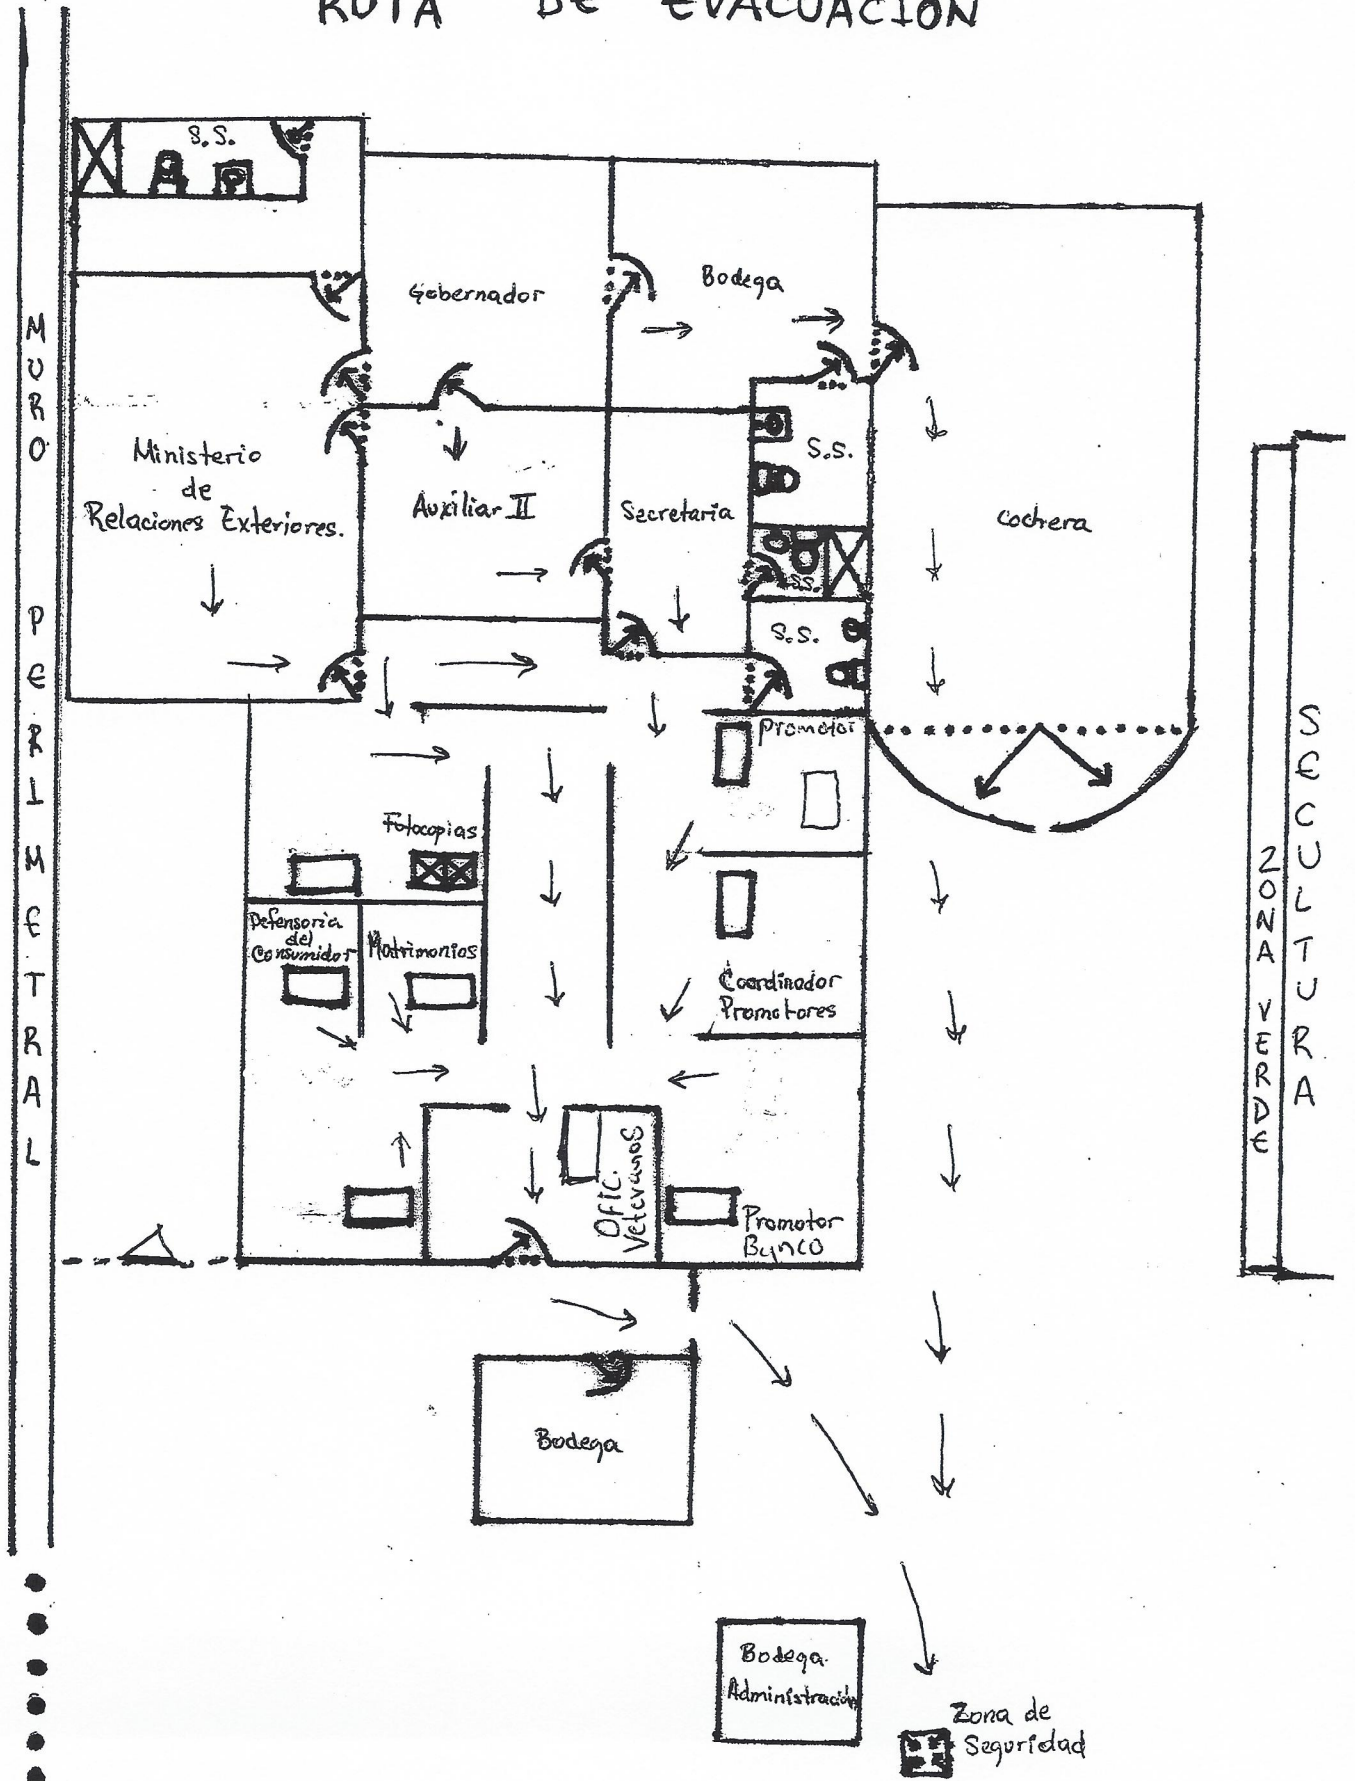 RUTA DE EVACUACION
S.S.
Gobernador
Bodega
MURO PERIMETRAL
Ministerio
de
Relaciones Exteriores.
Auxiliar II
Secretaria
S.S.
SS.
S.S.
Cochera
Promotor
Fotocopias
Defensoria
del
Consumidor
Matrimonios
Coordinador
Promotores
ZONA VERDE
SECULTURA
OFIC.
Veteranos
Promotor
Bodega
Bodega.
Administración
Zona de
Seguridad